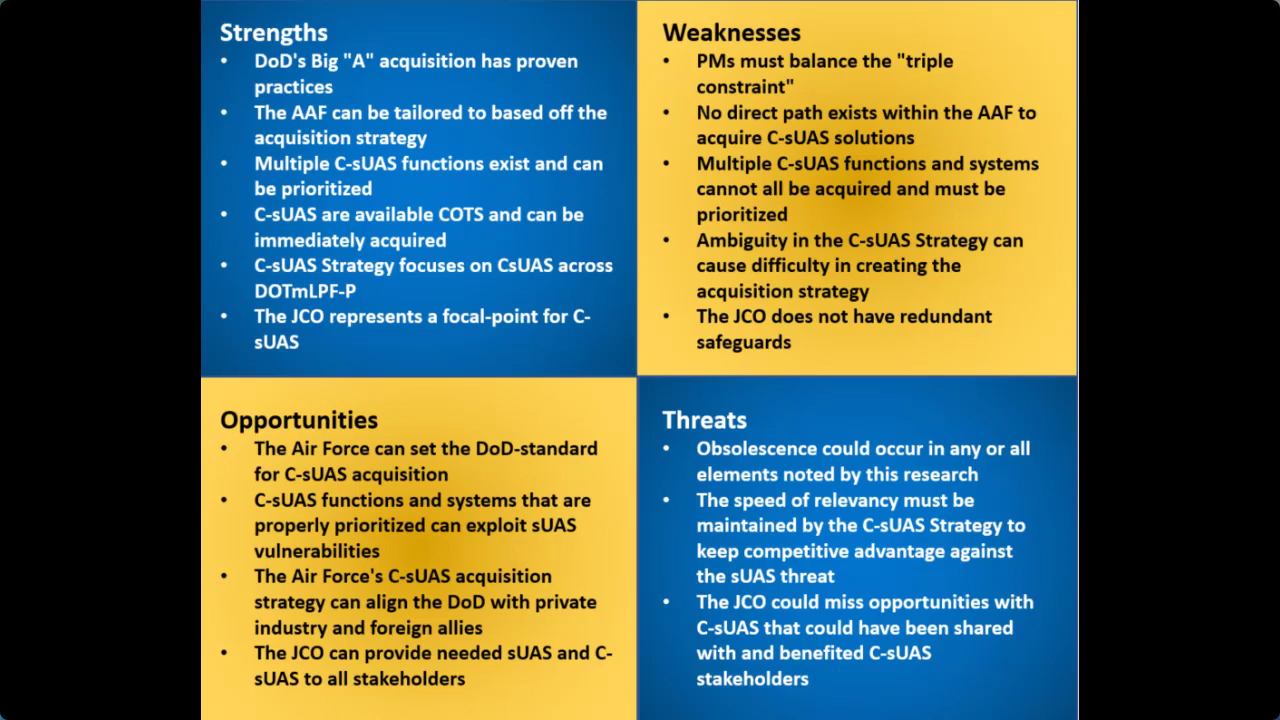 Strengths
• DoD's Big "A" acquisition has proven
practices
• The AAF can be tailored to based off the
acquisition strategy
• Multiple C-sUAS functions exist and can
be prioritized
• C-sUAS are available COTS and can be
immediately acquired
• C-sUAS Strategy focuses on CsUAS across
DOTmLPF-P
• The JCO represents a focal-point for C-
sUAS
Weaknesses
• PMs must balance the "triple
constraint"
• No direct path exists within the AAF to
acquire C-sUAS solutions
• Multiple C-sUAS functions and systems
cannot all be acquired and must be
prioritized
• Ambiguity in the C-sUAS Strategy can
cause difficulty in creating the
acquisition strategy
• The JCO does not have redundant
safeguards
Opportunities
• The Air Force can set the DoD-standard
for C-sUAS acquisition
• C-sUAS functions and systems that are
properly prioritized can exploit sUAS
vulnerabilities
• The Air Force's C-sUAS acquisition
strategy can align the DoD with private
industry and foreign allies
• The JCO can provide needed sUAS and C-
sUAS to all stakeholders
Threats
• Obsolescence could occur in any or all
elements noted by this research
• The speed of relevancy must be
maintained by the C-sUAS Strategy to
keep competitive advantage against
the sUAS threat
• The JCO could miss opportunities with
C-sUAS that could have been shared
with and benefited C-sUAS
stakeholders